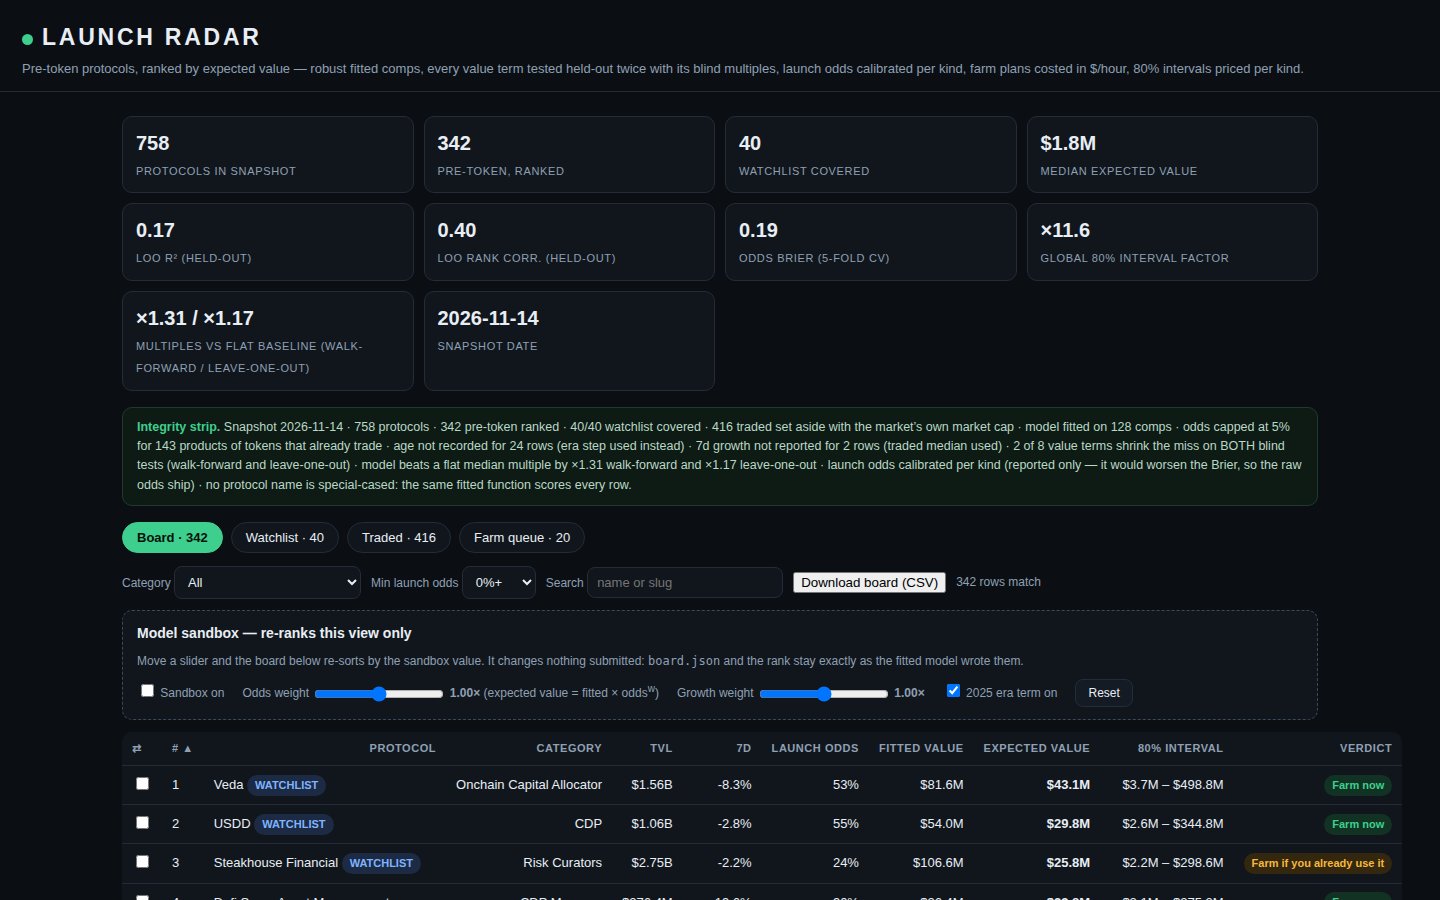 LAUNCH RADAR
Pre-token protocols, ranked by expected value — robust fitted comps, every value term tested held-out twice with its blind multiples, launch odds calibrated per kind, farm plans costed in $/hour, 80% intervals priced per kind.
758
PROTOCOLS IN SNAPSHOT
342
PRE-TOKEN, RANKED
40
WATCHLIST COVERED
$1.8M
MEDIAN EXPECTED VALUE
0.17
LOO R² (HELD-OUT)
0.40
LOO RANK CORR. (HELD-OUT)
0.19
ODDS BRIER (5-FOLD CV)
×11.6
GLOBAL 80% INTERVAL FACTOR
×1.31 / ×1.17
MULTIPLES VS FLAT BASELINE (WALK-
FORWARD / LEAVE-ONE-OUT)
2026-11-14
SNAPSHOT DATE
Integrity strip. Snapshot 2026-11-14 · 758 protocols · 342 pre-token ranked · 40/40 watchlist covered · 416 traded set aside with the market's own market cap · model fitted on 128 comps · odds capped at 5%
for 143 products of tokens that already trade · age not recorded for 24 rows (era step used instead) · 7d growth not reported for 2 rows (traded median used) · 2 of 8 value terms shrink the miss on BOTH blind
tests (walk-forward and leave-one-out) · model beats a flat median multiple by ×1.31 walk-forward and ×1.17 leave-one-out · launch odds calibrated per kind (reported only — it would worsen the Brier, so the raw
odds ship) · no protocol name is special-cased: the same fitted function scores every row.
Board · 342 Watchlist · 40 Traded · 416 Farm queue · 20
Category All Min launch odds 0%+ Search name or slug Download board (CSV) 342 rows match
Model sandbox — re-ranks this view only
Move a slider and the board below re-sorts by the sandbox value. It changes nothing submitted: board.json and the rank stay exactly as the fitted model wrote them.
Sandbox on Odds weight 1.00× (expected value = fitted × odds^w) Growth weight 1.00× 2025 era term on Reset
⇄ # ▲ PROTOCOL CATEGORY TVL 7D LAUNCH ODDS FITTED VALUE EXPECTED VALUE 80% INTERVAL VERDICT
1 Veda WATCHLIST Onchain Capital Allocator $1.56B -8.3% 53% $81.6M $43.1M $3.7M – $498.8M Farm now
2 USDD WATCHLIST CDP $1.06B -2.8% 55% $54.0M $29.8M $2.6M – $344.8M Farm now
3 Steakhouse Financial WATCHLIST Risk Curators $2.75B -2.2% 24% $106.6M $25.8M $2.2M – $298.6M Farm if you already use it